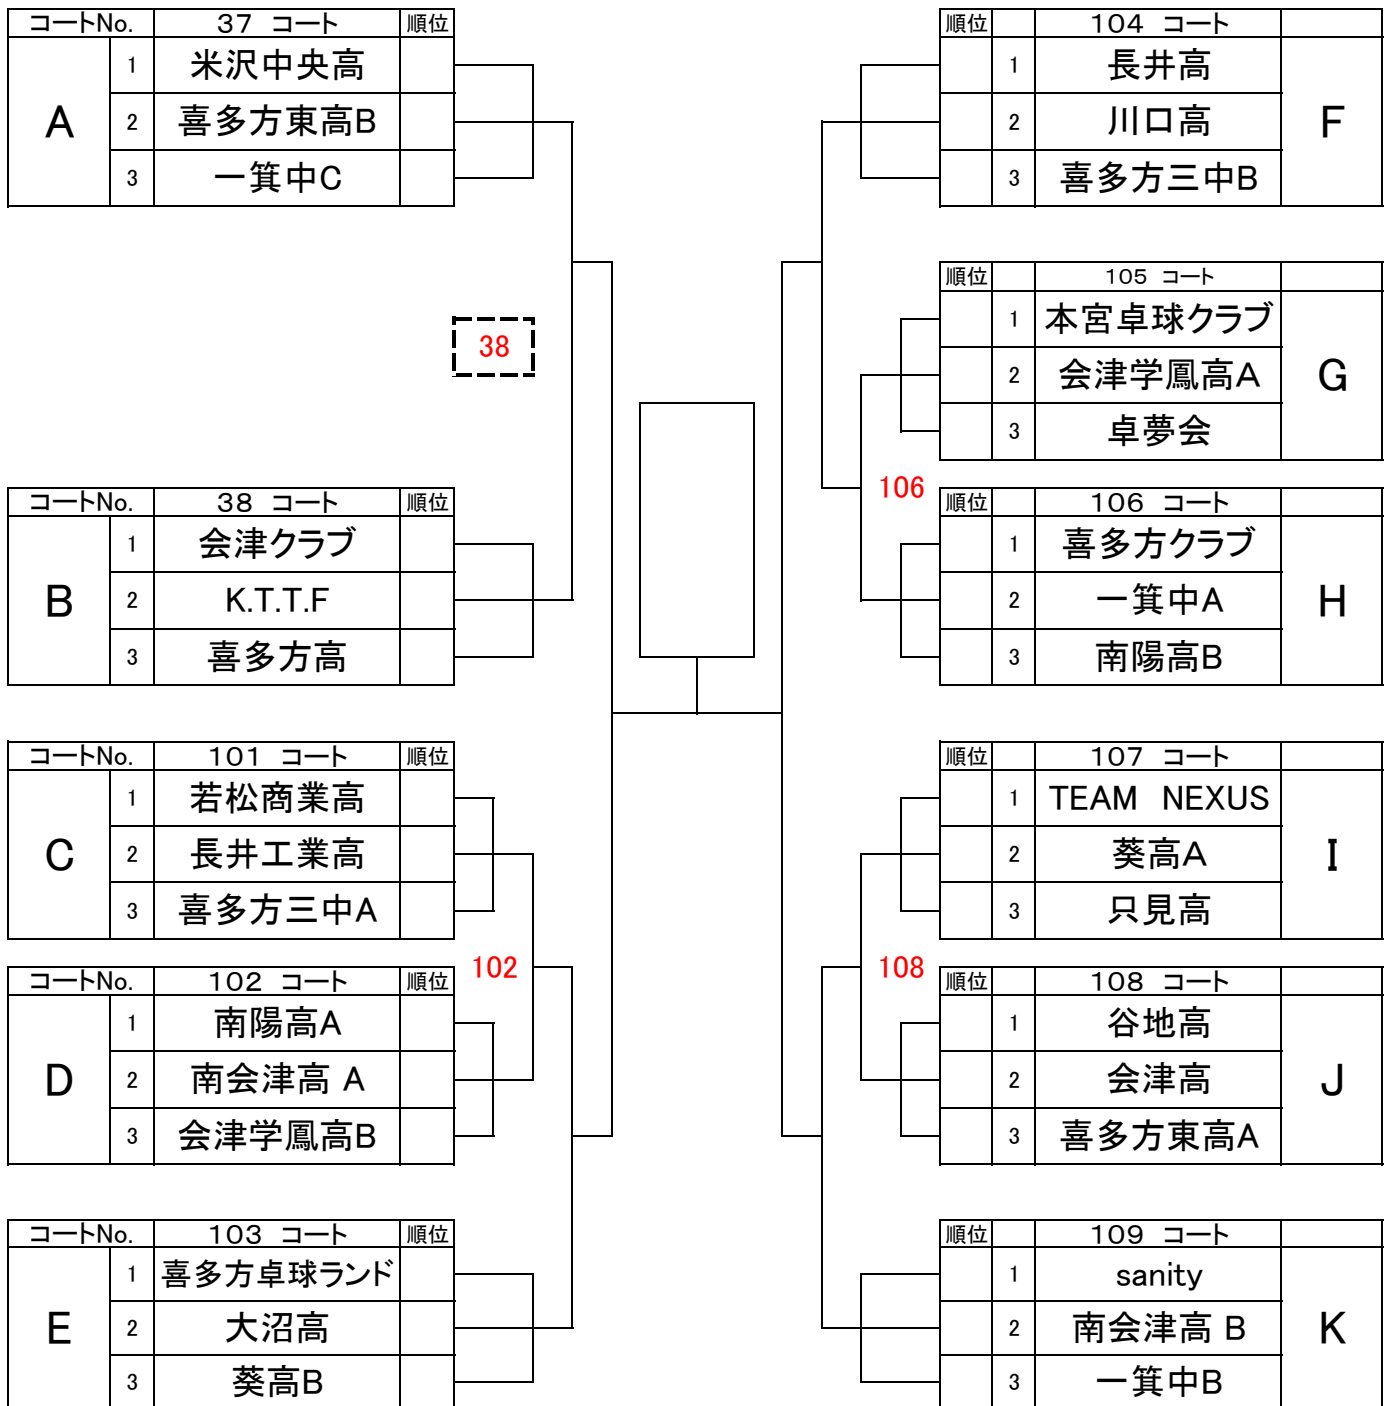 コートNo. 37 コート 順位
A
1 米沢中央高
2 喜多方東高B
3 一箕中C
38
コートNo. 38 コート 順位
B
1 会津クラブ
2 K.T.T.F
3 喜多方高
コートNo. 101 コート 順位
C
1 若松商業高
2 長井工業高
3 喜多方三中A
102
コートNo. 102 コート 順位
D
1 南陽高A
2 南会津高 A
3 会津学鳳高B
コートNo. 103 コート 順位
E
1 喜多方卓球ランド
2 大沼高
3 葵高B
順位 104 コート
1 長井高
2 川口高
3 喜多方三中B
F
順位 105 コート
1 本宮卓球クラブ
2 会津学鳳高A
3 卓夢会
G
106
順位 106 コート
1 喜多方クラブ
2 一箕中A
3 南陽高B
H
順位 107 コート
1 TEAM NEXUS
2 葵高A
3 只見高
I
108
順位 108 コート
1 谷地高
2 会津高
3 喜多方東高A
J
順位 109 コート
1 sanity
2 南会津高 B
3 一箕中B
K